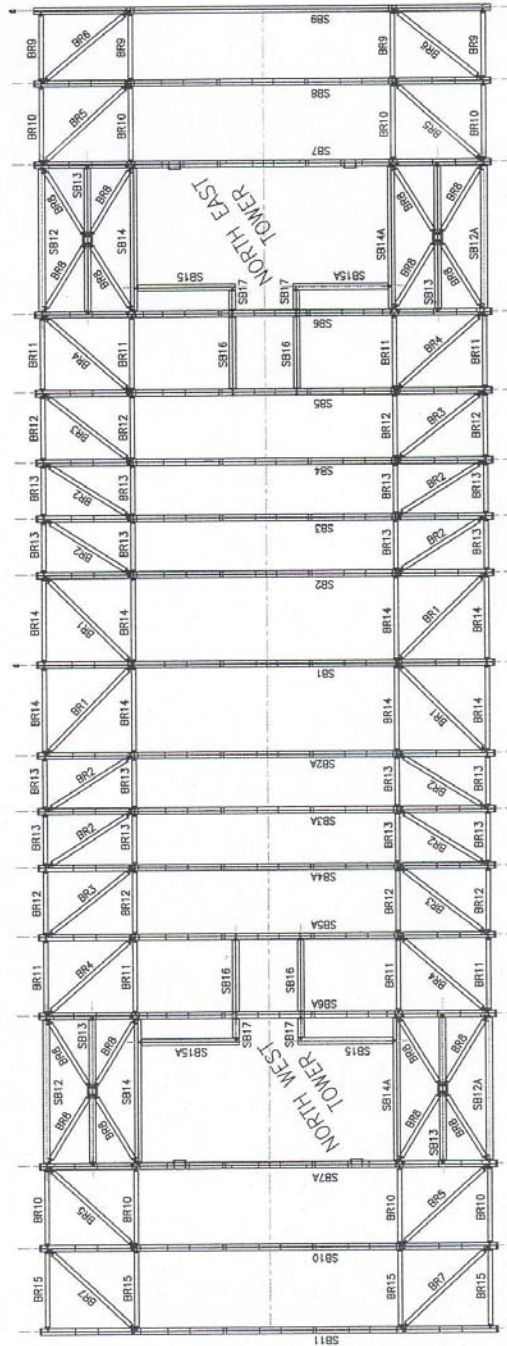 BR9 BR6 BR9 SB9 BR9 BR6 BR9
BR10 BR5 BR10 SB8 BR10 BR5 BR10
SB7
SB12 BR8 SB13 BR8 BR8 BR8 SB14 SB14A BR8 BR8 BR8 BR8 SB13 SB12A
NORTH EAST
TOWER
SB15 SB17 SB17 SB15A
SB6
BR11 BR4 BR11 SB16 SB16 BR11 BR4 BR11
SB5
BR12 BR3 BR12 BR12 BR3 BR12
SB4
BR13 BR2 BR13 BR13 BR2 BR13
SB3
BR13 BR2 BR13 BR13 BR2 BR13
SB2
BR14 BR1 BR14 BR14 BR1 BR14
SB1
BR14 BR1 BR14 BR14 BR1 BR14
SB2A
BR13 BR2 BR13 BR13 BR2 BR13
SB3A
BR13 BR2 BR13 BR13 BR2 BR13
SB4A
BR12 BR3 BR12 BR12 BR3 BR12
SB5A
BR11 BR4 BR11 SB16 SB16 BR11 BR4 BR11
SB6A
SB15A SB17 SB17 SB15
NORTH WEST
TOWER
SB12 BR8 SB13 BR8 BR8 BR8 SB14 SB14A BR8 BR8 BR8 BR8 SB13 SB12A
SB7A
BR10 BR5 BR10 BR10 BR5 BR10
SB10
BR15 BR7 BR15 BR15 BR7 BR15
SB11